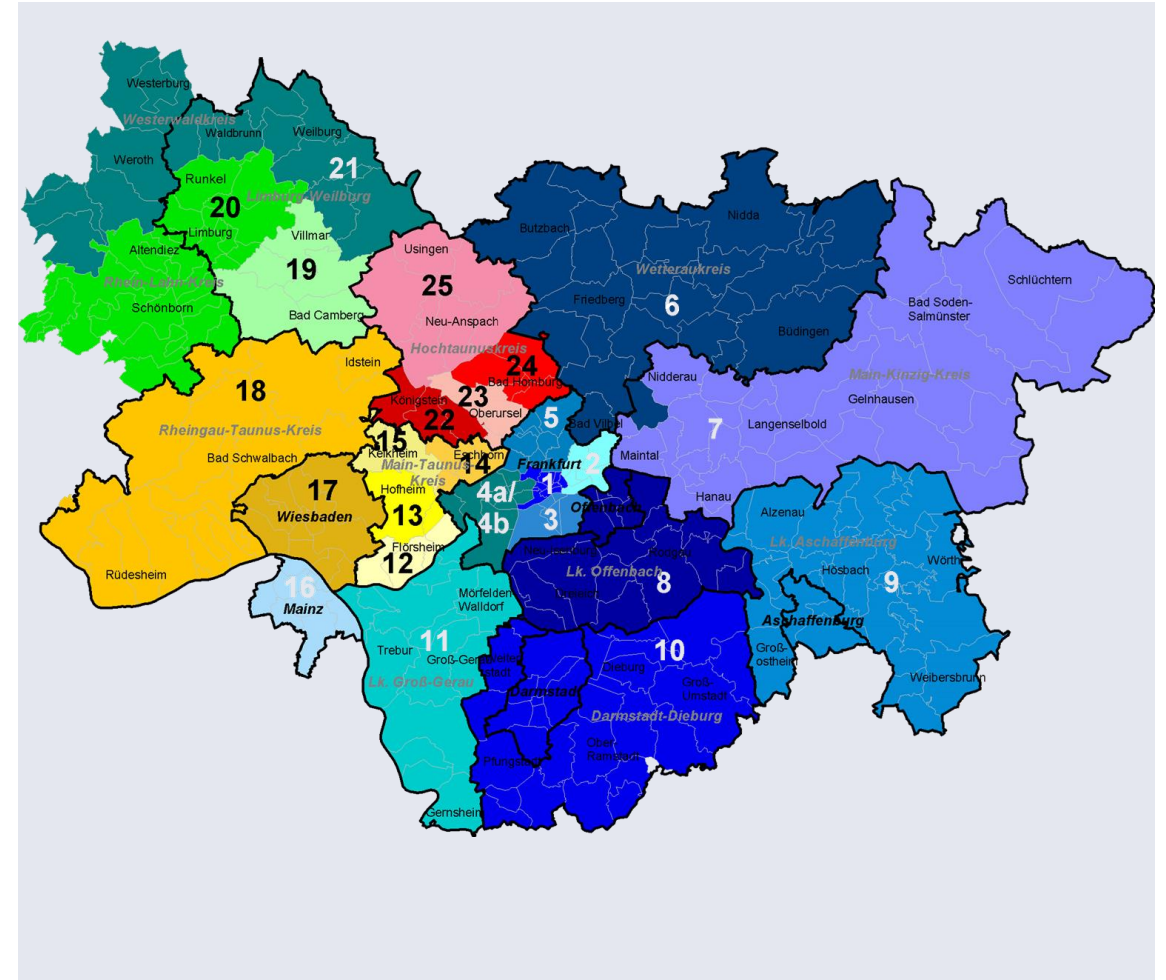 Westerburg
Westerwaldkreis
Waldbrunn
Weilburg
Weroth
21
Runkel
Limburg-Weilburg
20
Limburg
Villmar
Altendiez
19
Rhein-Lahn-Kreis
Schönborn
Bad Camberg
Usingen
25
Neu-Anspach
Hochtaunuskreis
24
Bad Homburg
23
Königstein
Oberursel
22
Butzbach
Nidda
Wetteraukreis
Friedberg
6
Büdingen
Schlüchtern
Bad Soden-
Salmünster
Nidderau
Main-Kinzig-Kreis
Gelnhausen
7
Langenselbold
Maintal
Hanau
Idstein
18
Rheingau-Taunus-Kreis
Bad Schwalbach
17
Wiesbaden
Rüdesheim
15
Kelkheim
Eschborn
Main-Taunus-
Kreis
14
Hofheim
13
Flörsheim
12
5
Bad Vilbel
Frankfurt
2
1
4a/
4b
3
Offenbach
Neu-Isenburg
Rodgau
Lk. Offenbach
8
16
Mainz
Mörfelden-
Walldorf
11
Trebur
Groß-Gerau
Lk. Groß-Gerau
Gernsheim
Alzenau
Lk. Aschaffenburg
Hösbach
9
Wörth
Aschaffenburg
Groß-
ostheim
Weibersbrunn
10
Dieburg
Groß-
Umstadt
Darmstadt
Darmstadt-Dieburg
Ober-
Ramstadt
Pfungstadt